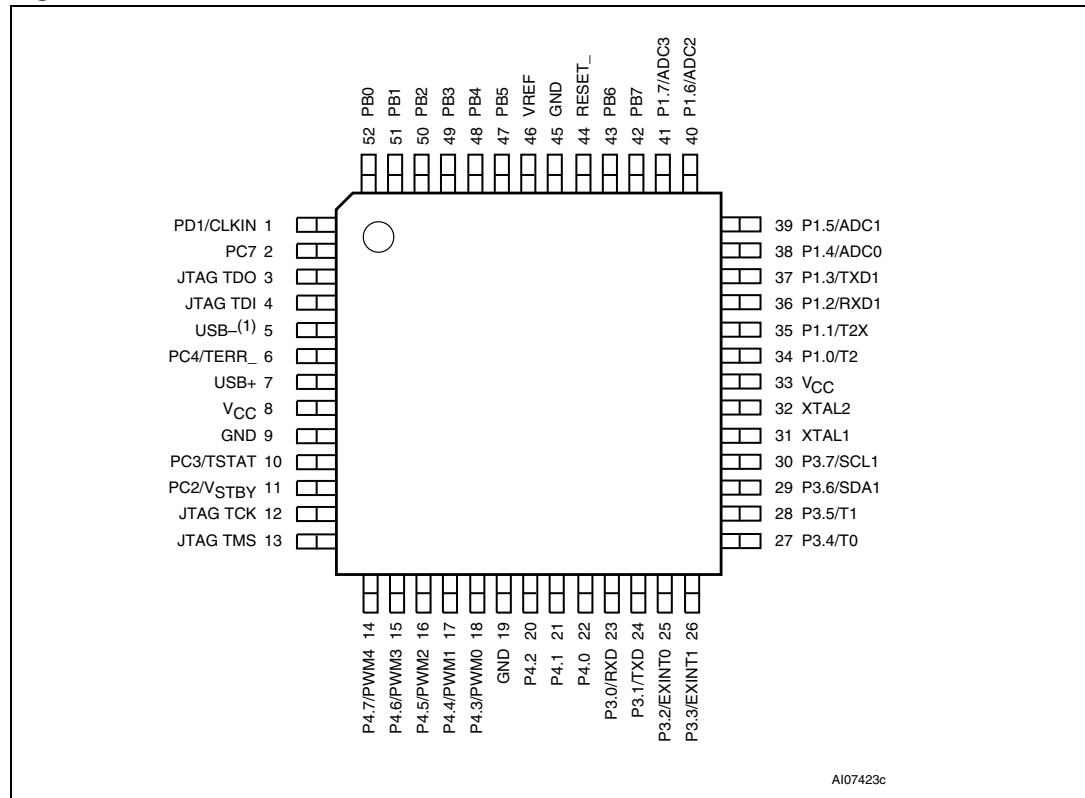 52 PB0
51 PB1
50 PB2
49 PB3
48 PB4
47 PB5
46 VREF
45 GND
44 RESET_
43 PB6
42 PB7
41 P1.7/ADC3
40 P1.6/ADC2
PD1/CLKIN 1
PC7 2
JTAG TDO 3
JTAG TDI 4
USB–(1) 5
PC4/TERR_ 6
USB+ 7
VCC 8
GND 9
PC3/TSTAT 10
PC2/VSTBY 11
JTAG TCK 12
JTAG TMS 13
39 P1.5/ADC1
38 P1.4/ADC0
37 P1.3/TXD1
36 P1.2/RXD1
35 P1.1/T2X
34 P1.0/T2
33 VCC
32 XTAL2
31 XTAL1
30 P3.7/SCL1
29 P3.6/SDA1
28 P3.5/T1
27 P3.4/T0
P4.7/PWM4 14
P4.6/PWM3 15
P4.5/PWM2 16
P4.4/PWM1 17
P4.3/PWM0 18
GND 19
P4.2 20
P4.1 21
P4.0 22
P3.0/RXD 23
P3.1/TXD 24
P3.2/EXINT0 25
P3.3/EXINT1 26
AI07423c